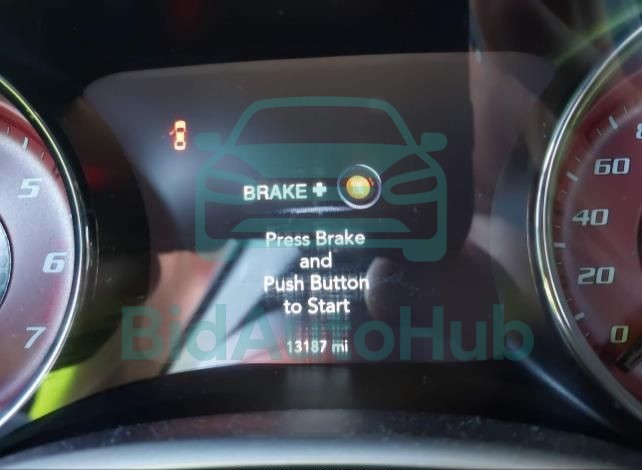 5
6
7
BRAKE +
Press Brake
and
Push Button
to Start
13187 mi
60
40
20
0
BidAutoHub